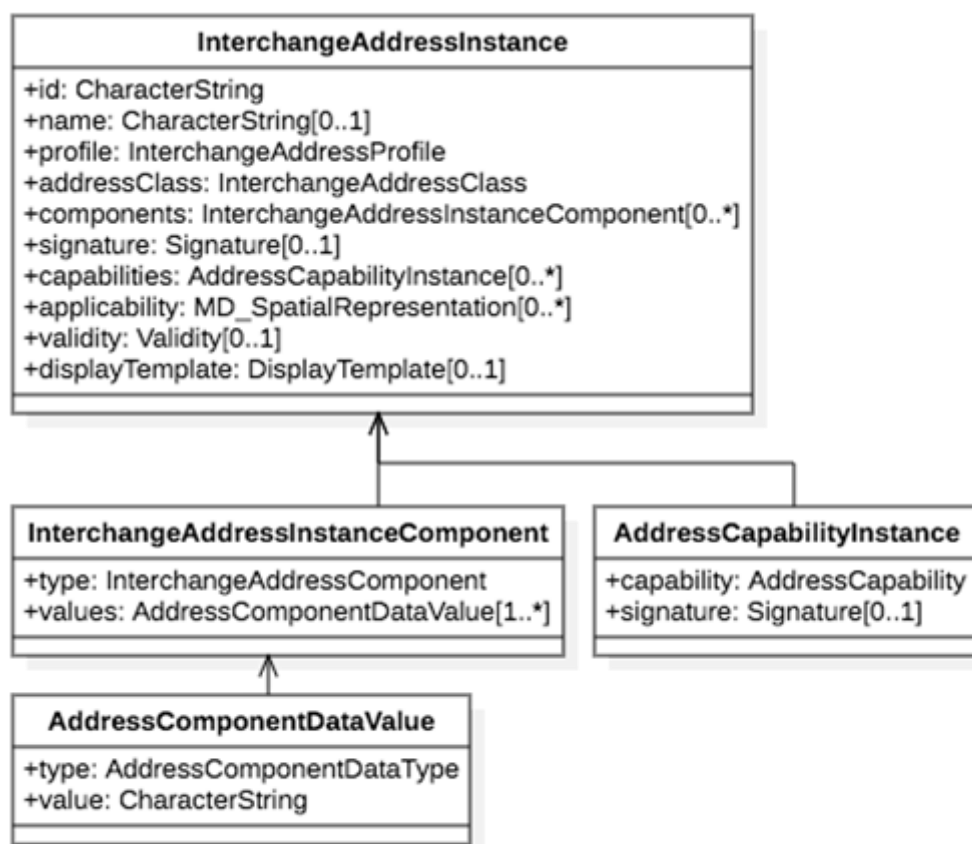 InterchangeAddressInstance
+id: CharacterString
+name: CharacterString[0..1]
+profile: InterchangeAddressProfile
+addressClass: InterchangeAddressClass
+components: InterchangeAddressInstanceComponent[0..*]
+signature: Signature[0..1]
+capabilities: AddressCapabilityInstance[0..*]
+applicability: MD_SpatialRepresentation[0..*]
+validity: Validity[0..1]
+displayTemplate: DisplayTemplate[0..1]
InterchangeAddressInstanceComponent
+type: InterchangeAddressComponent
+values: AddressComponentDataValue[1..*]
AddressCapabilityInstance
+capability: AddressCapability
+signature: Signature[0..1]
AddressComponentDataValue
+type: AddressComponentDataType
+value: CharacterString